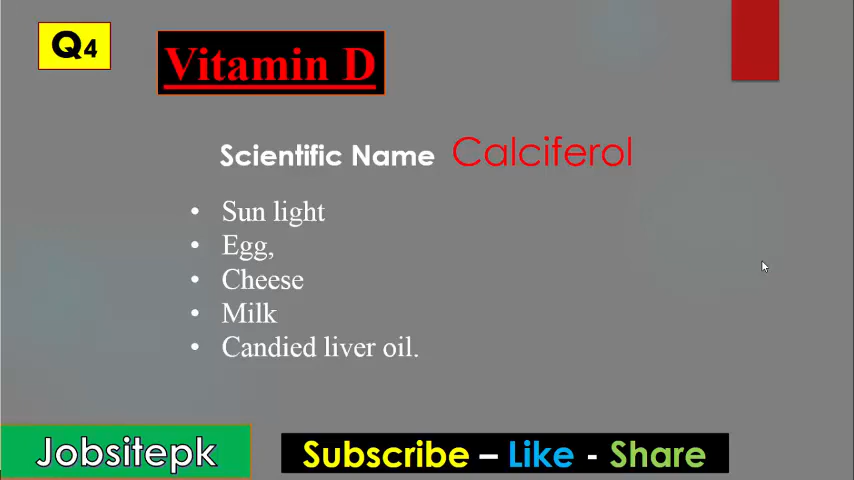 Q4
Vitamin D
Scientific Name Calciferol
• Sun light
• Egg,
• Cheese
• Milk
• Candied liver oil.
Jobsitepk
Subscribe – Like - Share